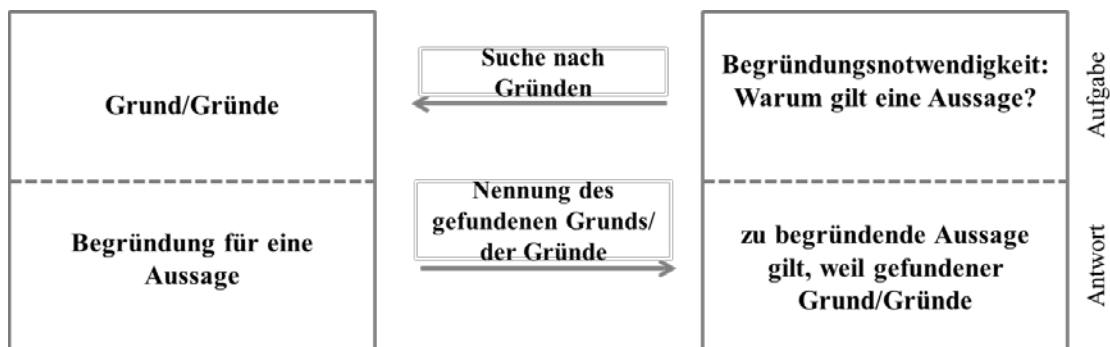 Grund/Gründe
Suche nach
Gründen
Begründungsnotwendigkeit:
Warum gilt eine Aussage?
Aufgabe
Begründung für eine
Aussage
Nennung des
gefundenen Grunds/
der Gründe
zu begründende Aussage
gilt, weil gefundener
Grund/Gründe
Antwort